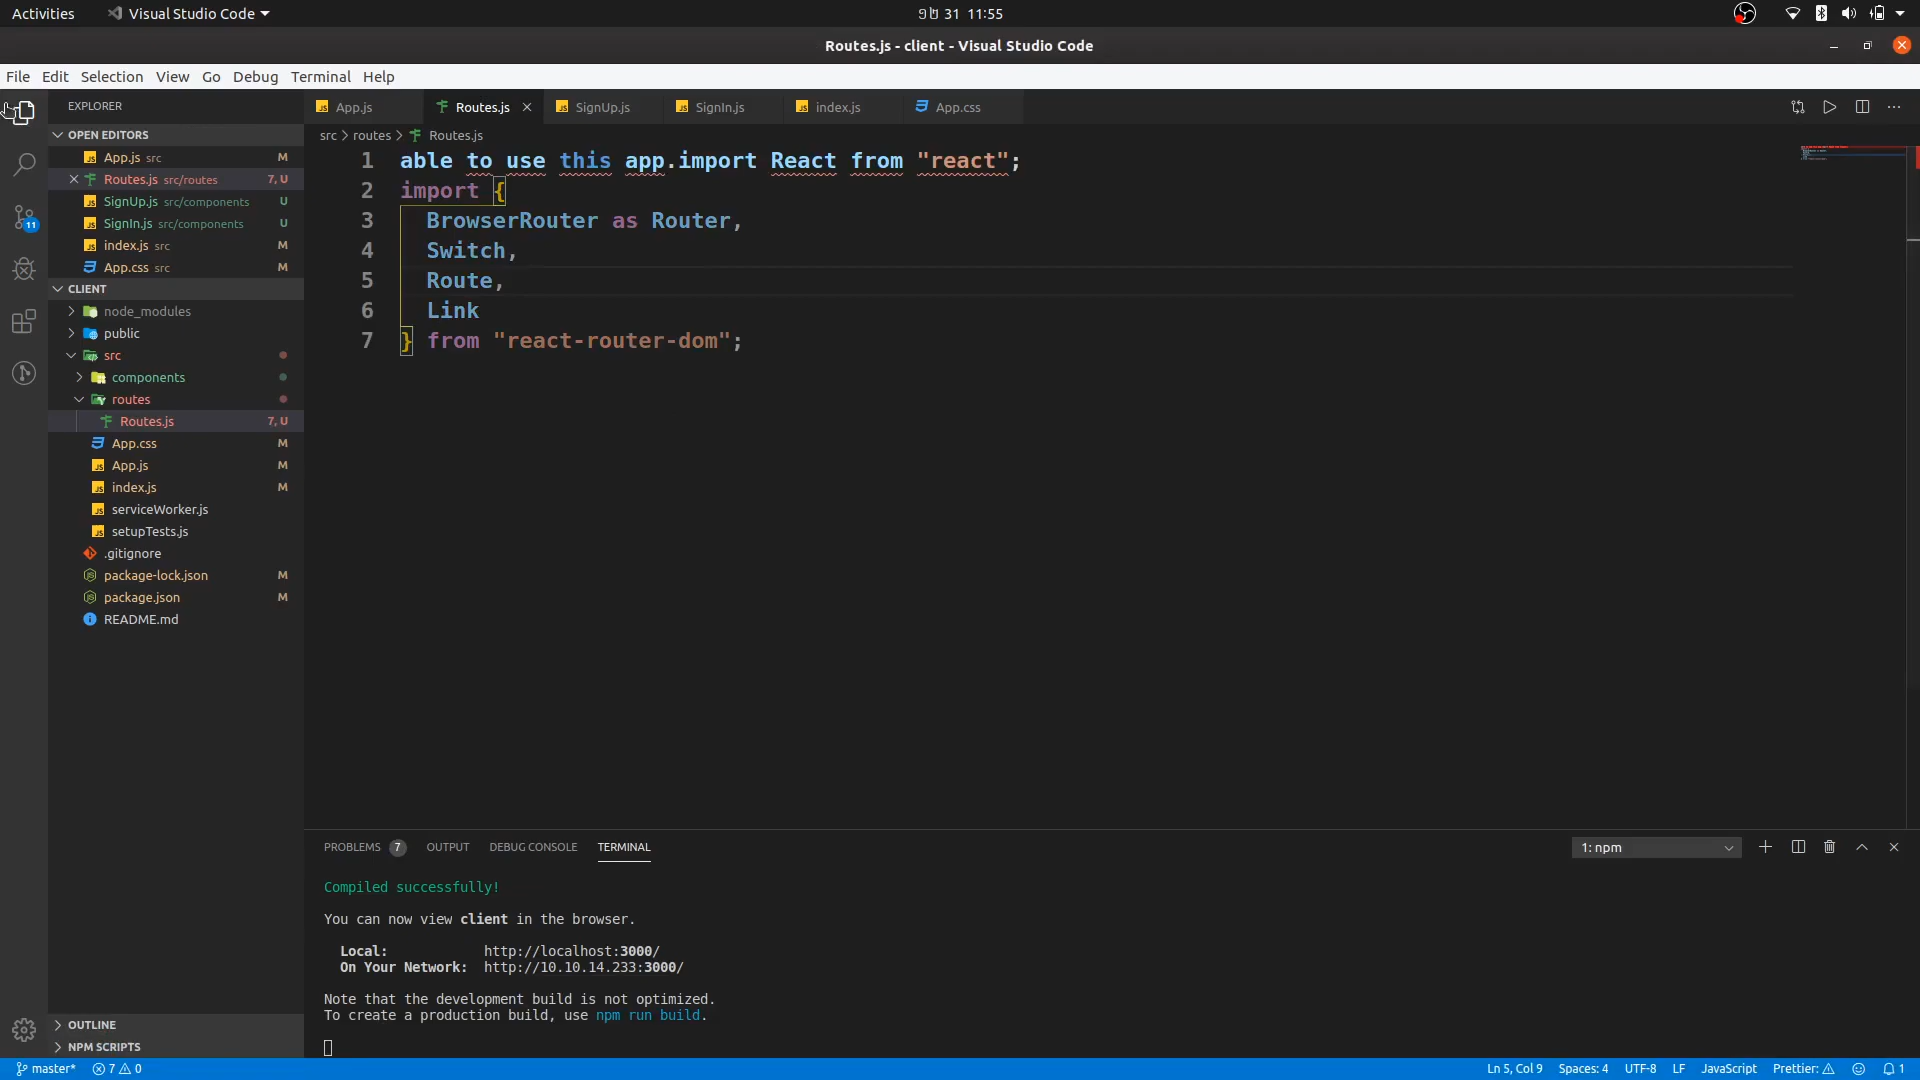 Activities
Visual Studio Code
ວັງ 31 11:55
Routes.js - client - Visual Studio Code
File Edit Selection View Go Debug Terminal Help
EXPLORER
OPEN EDITORS
App.js src M
Routes.js src/routes 7, U
SignUp.js src/components U
SignIn.js src/components U
index.js src M
App.css src M
CLIENT
node_modules
public
src
components
routes
Routes.js 7, U
App.css M
App.js M
index.js M
serviceWorker.js
setupTests.js
.gitignore
package-lock.json M
package.json M
README.md
OUTLINE
NPM SCRIPTS
11
App.js Routes.js SignUp.js SignIn.js index.js App.css
src > routes > Routes.js
1 able to use this app.import React from "react";
2 import {
3 BrowserRouter as Router,
4 Switch,
5 Route,
6 Link
7 } from "react-router-dom";
PROBLEMS 7 OUTPUT DEBUG CONSOLE TERMINAL
1: npm
Compiled successfully!
You can now view client in the browser.
Local: http://localhost:3000/
On Your Network: http://10.10.14.233:3000/
Note that the development build is not optimized.
To create a production build, use npm run build.
master* 7 0
Ln 5, Col 9 Spaces: 4 UTF-8 LF JavaScript Prettier: 1